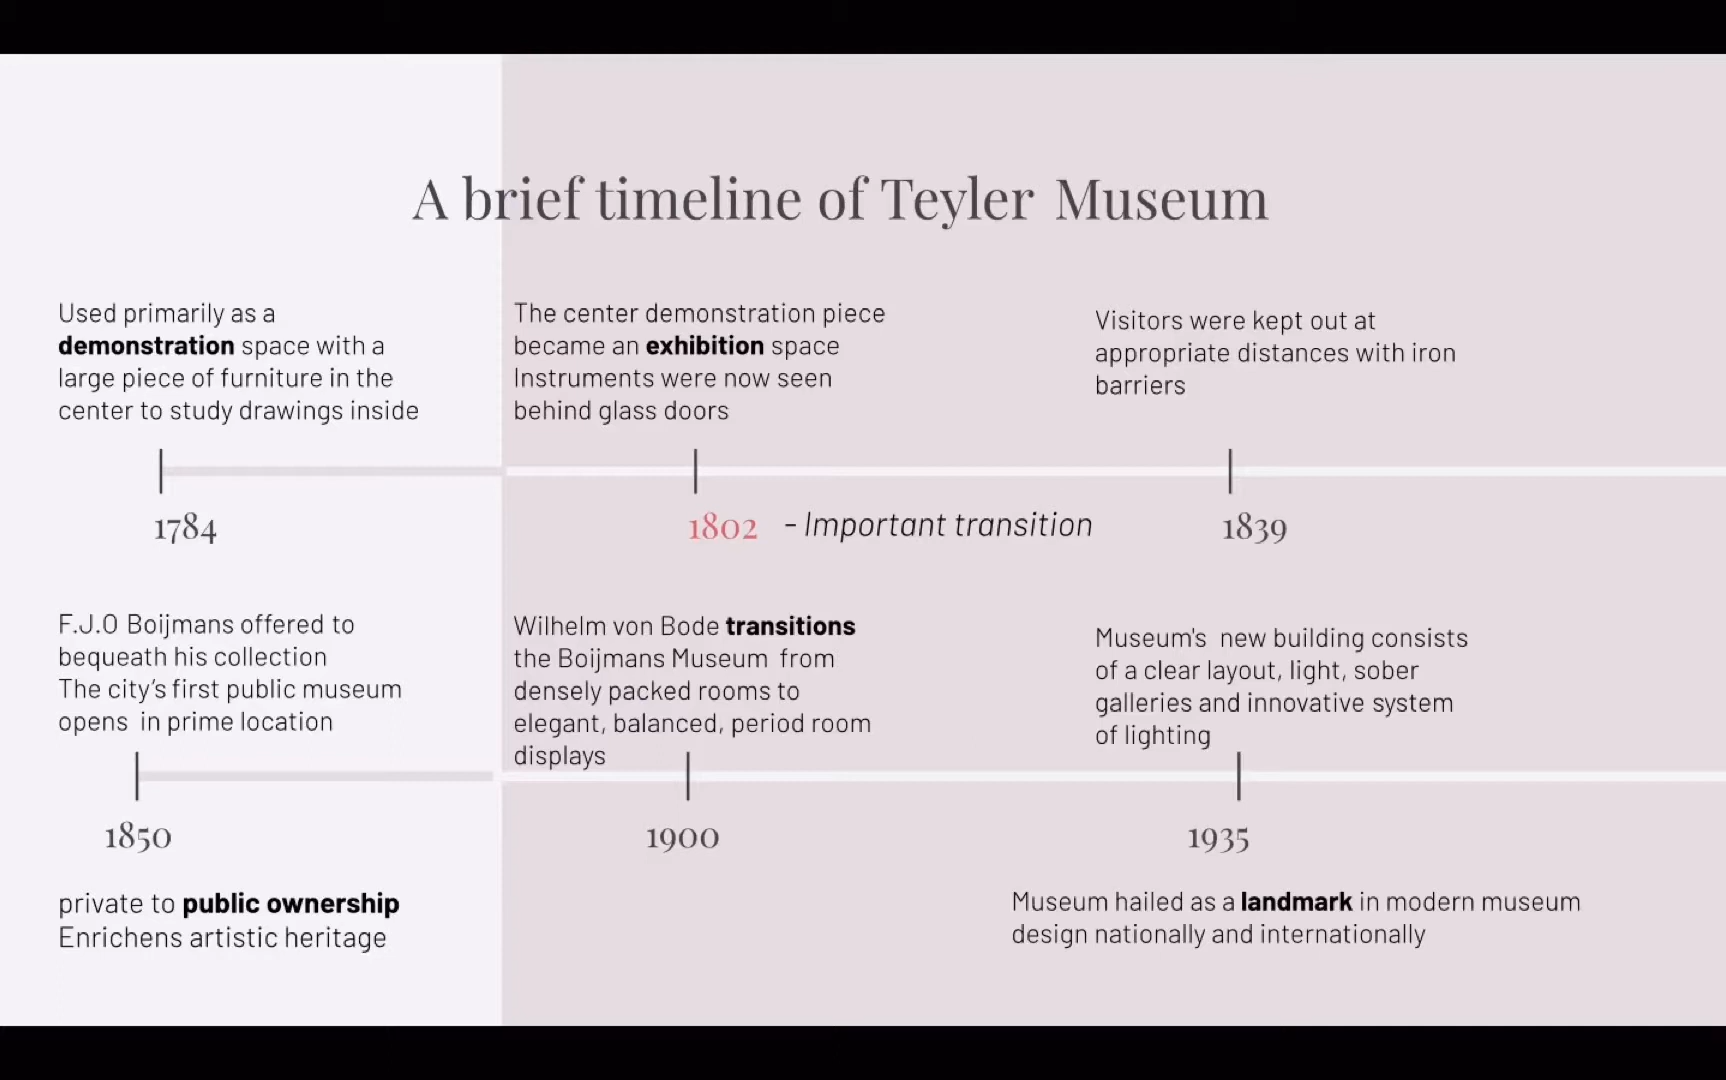 A brief timeline of Teyler Museum
Used primarily as a
demonstration space with a
large piece of furniture in the
center to study drawings inside
The center demonstration piece
became an exhibition space
Instruments were now seen
behind glass doors
Visitors were kept out at
appropriate distances with iron
barriers
1784
1802 - Important transition
1839
F.J.O Boijmans offered to
bequeath his collection
The city's first public museum
opens in prime location
Wilhelm von Bode transitions
the Boijmans Museum from
densely packed rooms to
elegant, balanced, period room
displays
Museum's new building consists
of a clear layout, light, sober
galleries and innovative system
of lighting
1850
1900
1935
private to public ownership
Enrichens artistic heritage
Museum hailed as a landmark in modern museum
design nationally and internationally